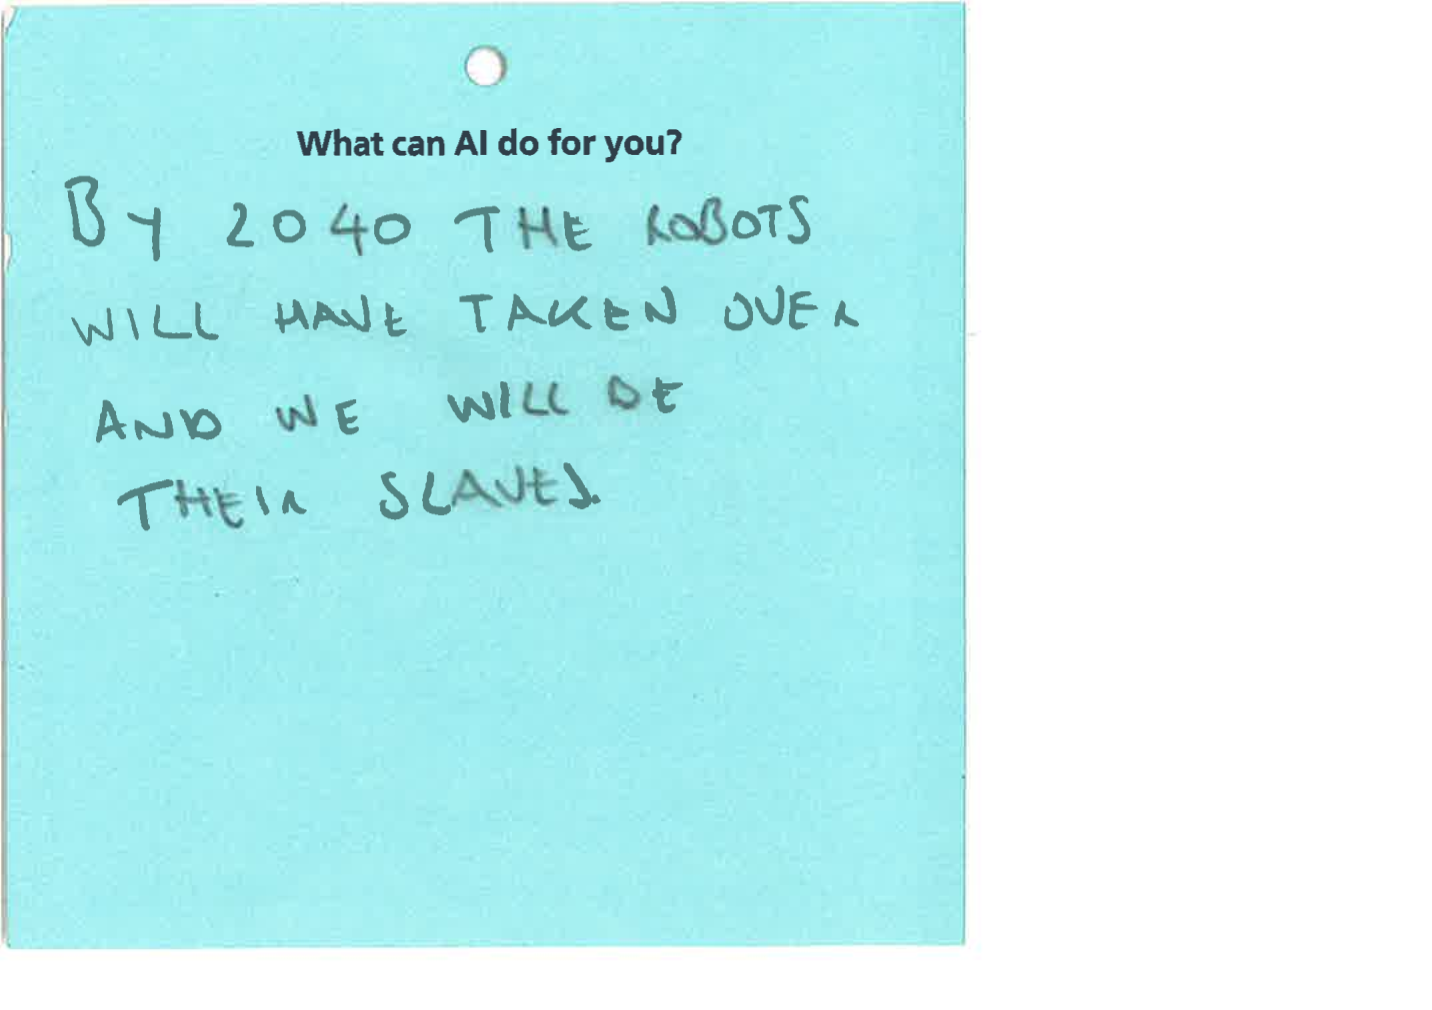 What can AI do for you?
BY 2040 THE ROBOTS
WILL HAVE TAKEN OVER
AND WE WILL BE
THEIR SLAVES.